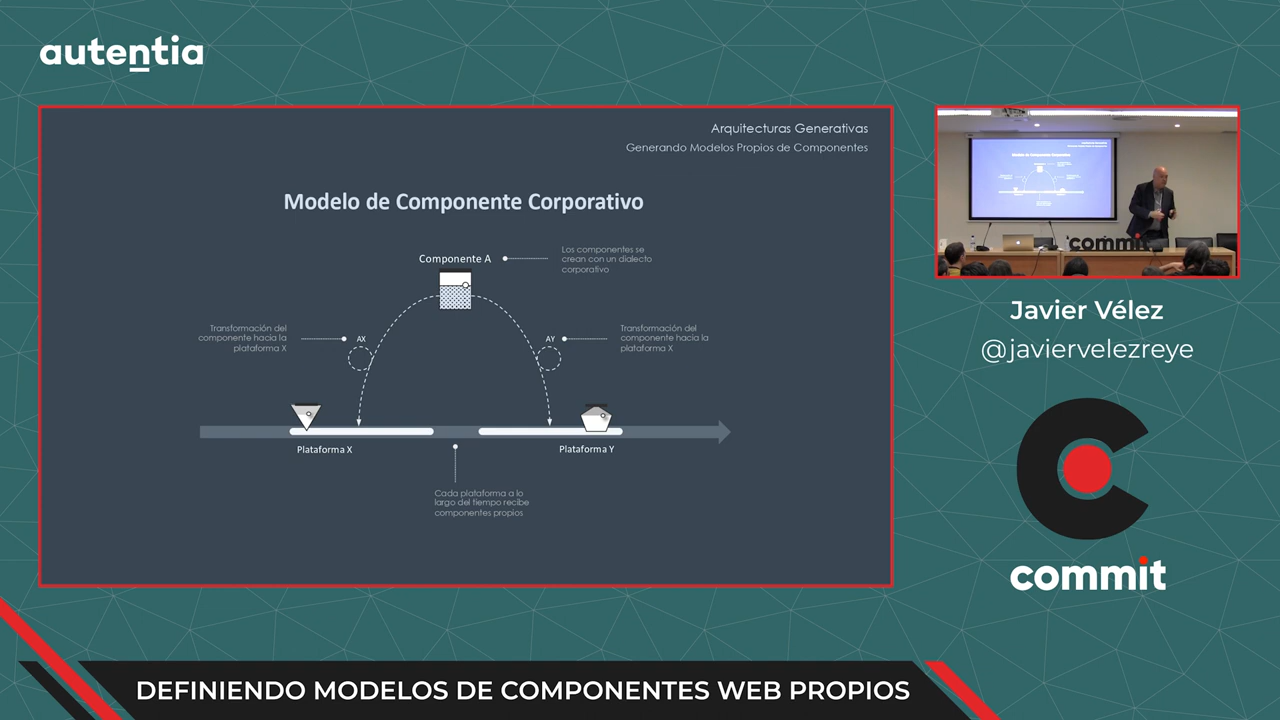 autentia
Arquitecturas Generativas
Generando Modelos Propios de Componentes
Modelo de Componente Corporativo
Componente A
Los componentes se
crean con un dialecto
corporativo
Transformación del
componente hacia la
plataforma X
AX
AY
Transformación del
componente hacia la
plataforma X
Plataforma X
Plataforma Y
Cada plataforma a lo
largo del tiempo recibe
componentes propios
commit
Javier Vélez
@javiervelezreye
commit
DEFINIENDO MODELOS DE COMPONENTES WEB PROPIOS